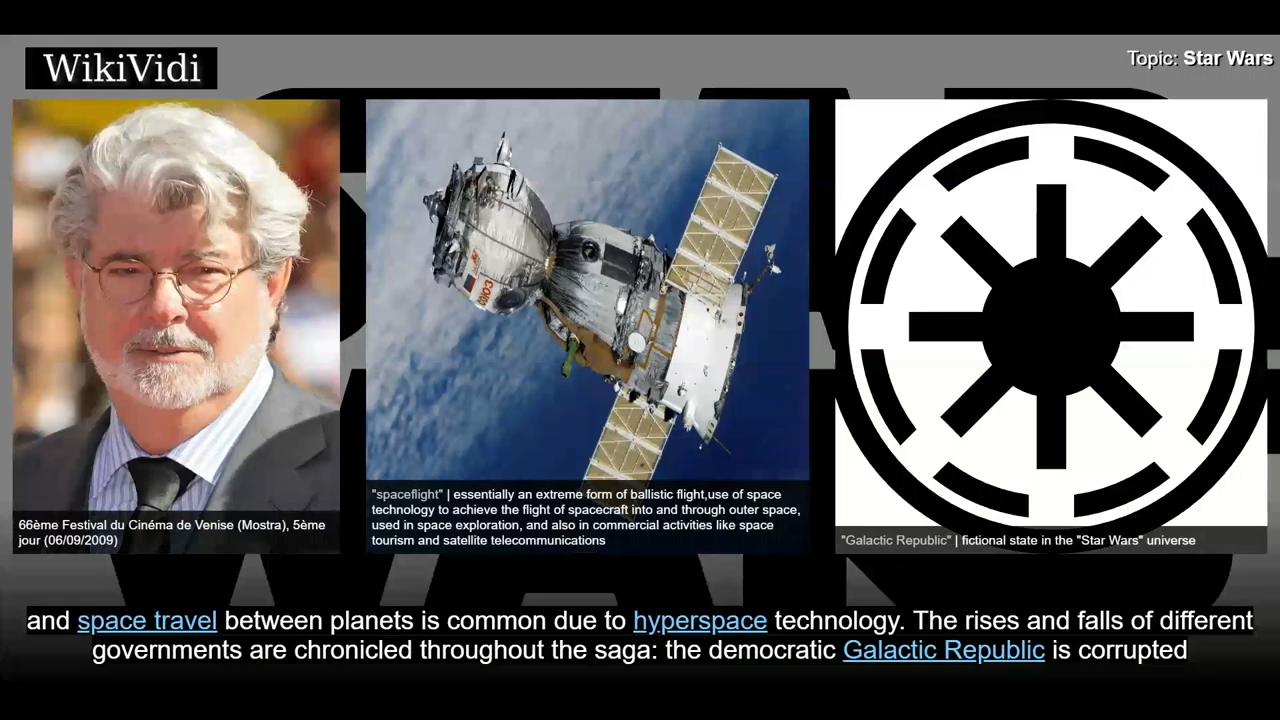 WikiVidi
Topic: Star Wars
66ème Festival du Cinéma de Venise (Mostra), 5ème
jour (06/09/2009)
"spaceflight" | essentially an extreme form of ballistic flight,use of space
technology to achieve the flight of spacecraft into and through outer space,
used in space exploration, and also in commercial activities like space
tourism and satellite telecommunications
"Galactic Republic" | fictional state in the "Star Wars" universe
and space travel between planets is common due to hyperspace technology. The rises and falls of different
governments are chronicled throughout the saga: the democratic Galactic Republic is corrupted